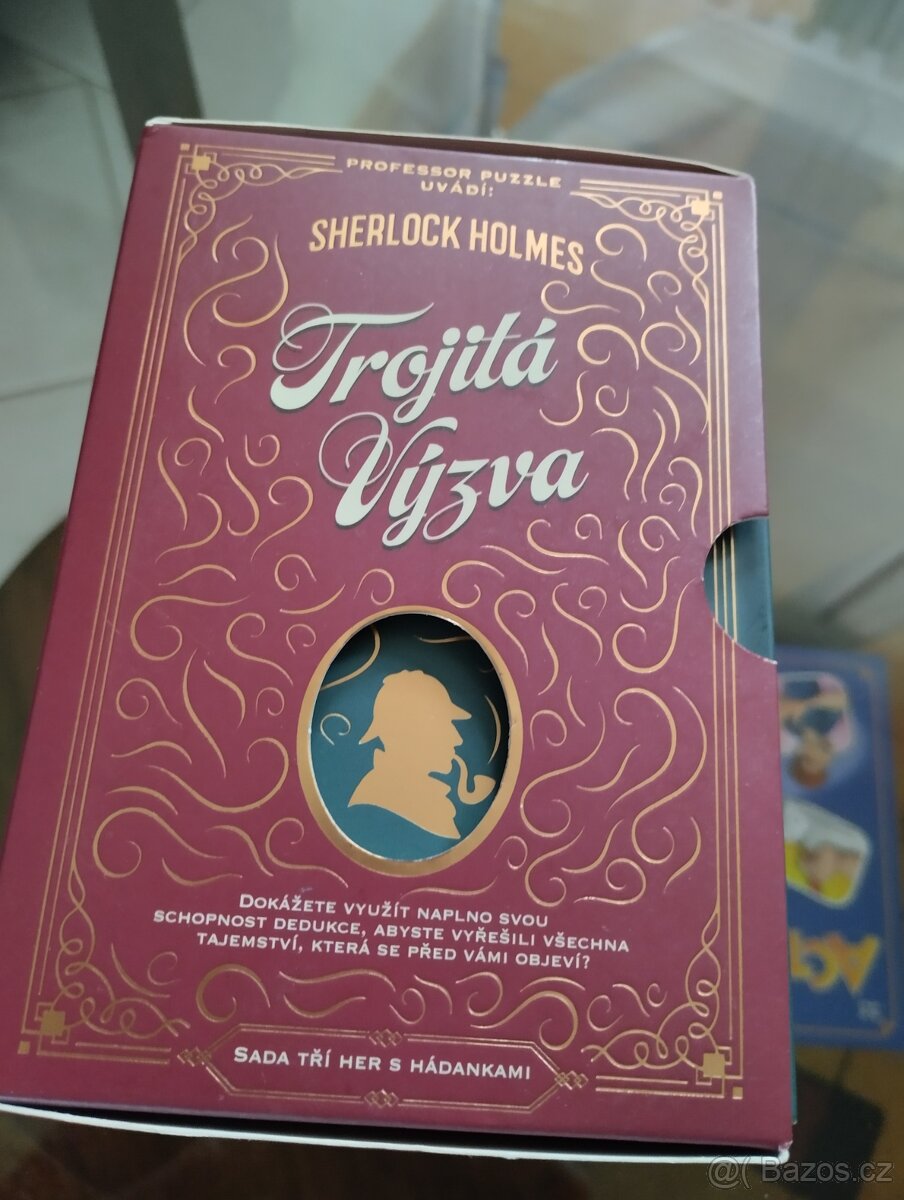 PROFESSOR PUZZLE
UVÁDÍ:
SHERLOCK HOLMES
Trojitá
Výzva
DOKÁŽETE VYUŽÍT NAPLNO SVOU
SCHOPNOST DEDUKCE, ABYSTE VYŘEŠILI VŠECHNA
TAJEMSTVÍ, KTERÁ SE PŘED VÁMI OBJEVÍ?
SADA TŘÍ HER S HÁDANKAMI
ACT
@( Bazos.cz